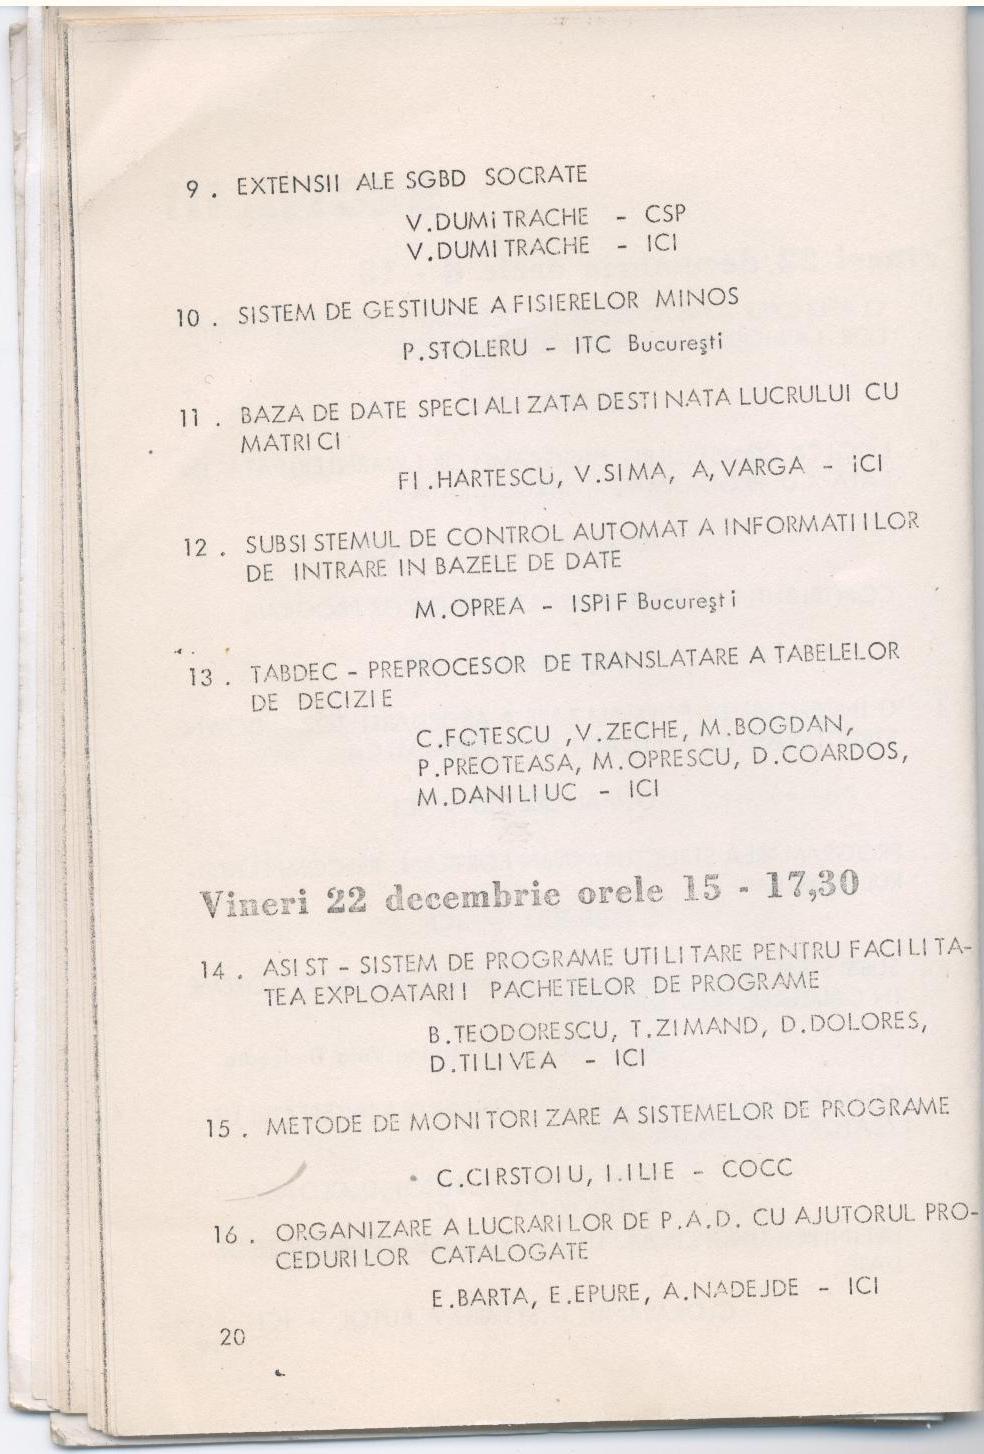 9 . EXTENSII ALE SGBD SOCRATE
V.DUMITRACHE - CSP
V.DUMITRACHE - ICI
10 . SISTEM DE GESTIUNE A FISIERELOR MINOS
P.STOLERU - ITC Bucureşti
11 . BAZA DE DATE SPECIALIZATA DESTINATA LUCRULUI CU
MATRICI
Fl.HARTESCU, V.SIMA, A,VARGA - ICI
12 . SUBSISTEMUL DE CONTROL AUTOMAT A INFORMATIILOR
DE INTRARE IN BAZELE DE DATE
M.OPREA - ISPIF Bucureşti
13 . TABDEC - PREPROCESOR DE TRANSLATARE A TABELELOR
DE DECIZIE
C.FOTESCU ,V.ZECHE, M.BOGDAN,
P.PREOTEASA, M.OPRESCU, D.COARDOS,
M.DANILIUC - ICI
Vineri 22 decembrie orele 15 - 17,30
14 . ASIST - SISTEM DE PROGRAME UTILITARE PENTRU FACILITA-
TEA EXPLOATARII PACHETELOR DE PROGRAME
B.TEODORESCU, T.ZIMAND, D.DOLORES,
D.TILIVEA - ICI
15 . METODE DE MONITORIZARE A SISTEMELOR DE PROGRAME
C.CIRSTOIU, I.ILIE - COCC
16 . ORGANIZARE A LUCRARILOR DE P.A.D. CU AJUTORUL PRO-
CEDURILOR CATALOGATE
E.BARTA, E.EPURE, A.NADEJDE - ICI
20